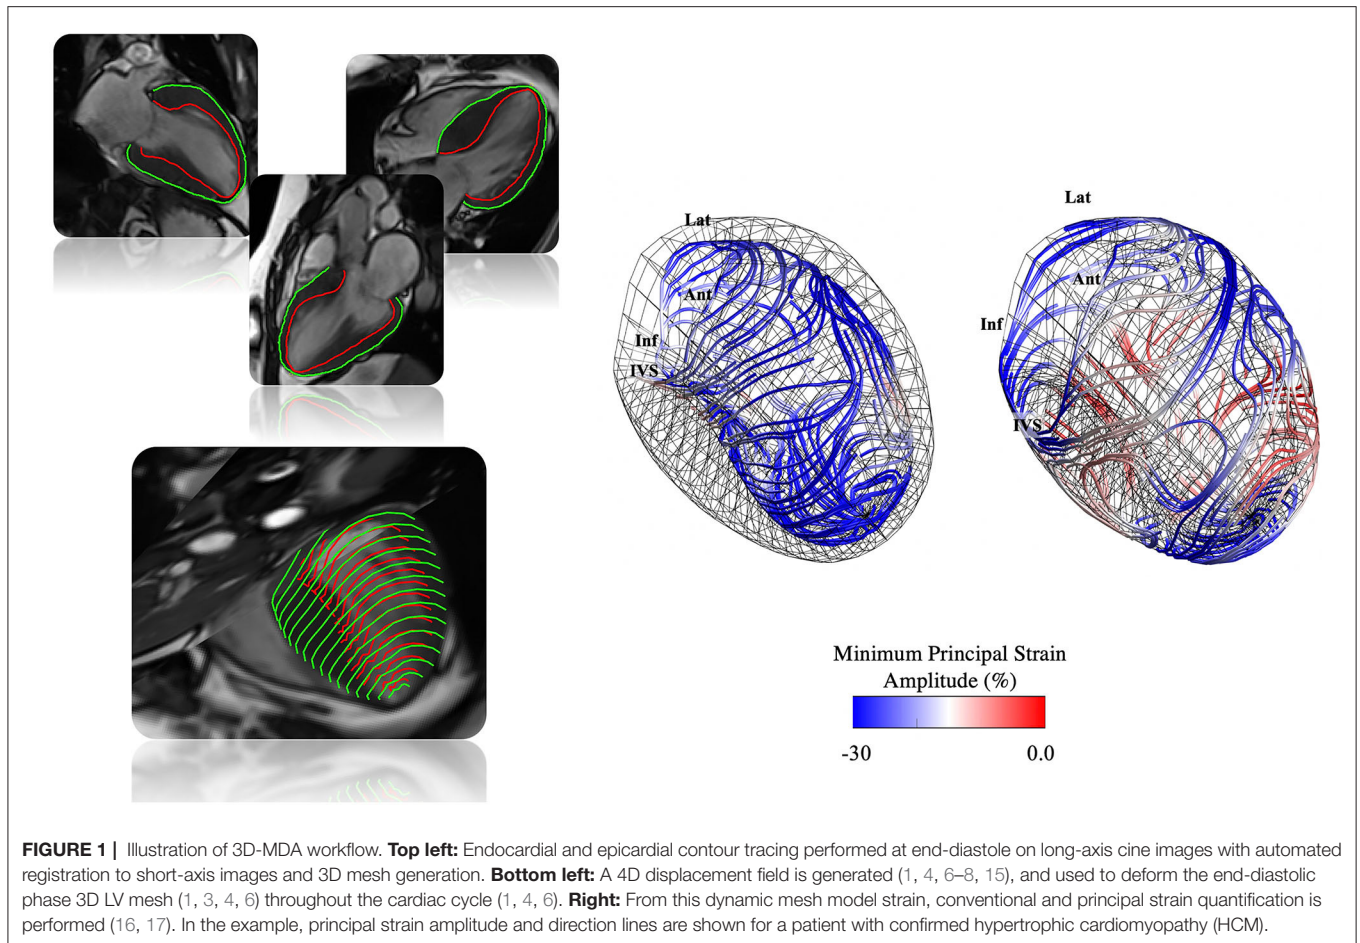 Lat
Ant
Inf
IVS
Lat
Ant
Inf
IVS
Minimum Principal Strain
Amplitude (%)
-30 0.0
FIGURE 1 | Illustration of 3D-MDA workflow. Top left: Endocardial and epicardial contour tracing performed at end-diastole on long-axis cine images with automated
registration to short-axis images and 3D mesh generation. Bottom left: A 4D displacement field is generated (1, 4, 6–8, 15), and used to deform the end-diastolic
phase 3D LV mesh (1, 3, 4, 6) throughout the cardiac cycle (1, 4, 6). Right: From this dynamic mesh model strain, conventional and principal strain quantification is
performed (16, 17). In the example, principal strain amplitude and direction lines are shown for a patient with confirmed hypertrophic cardiomyopathy (HCM).